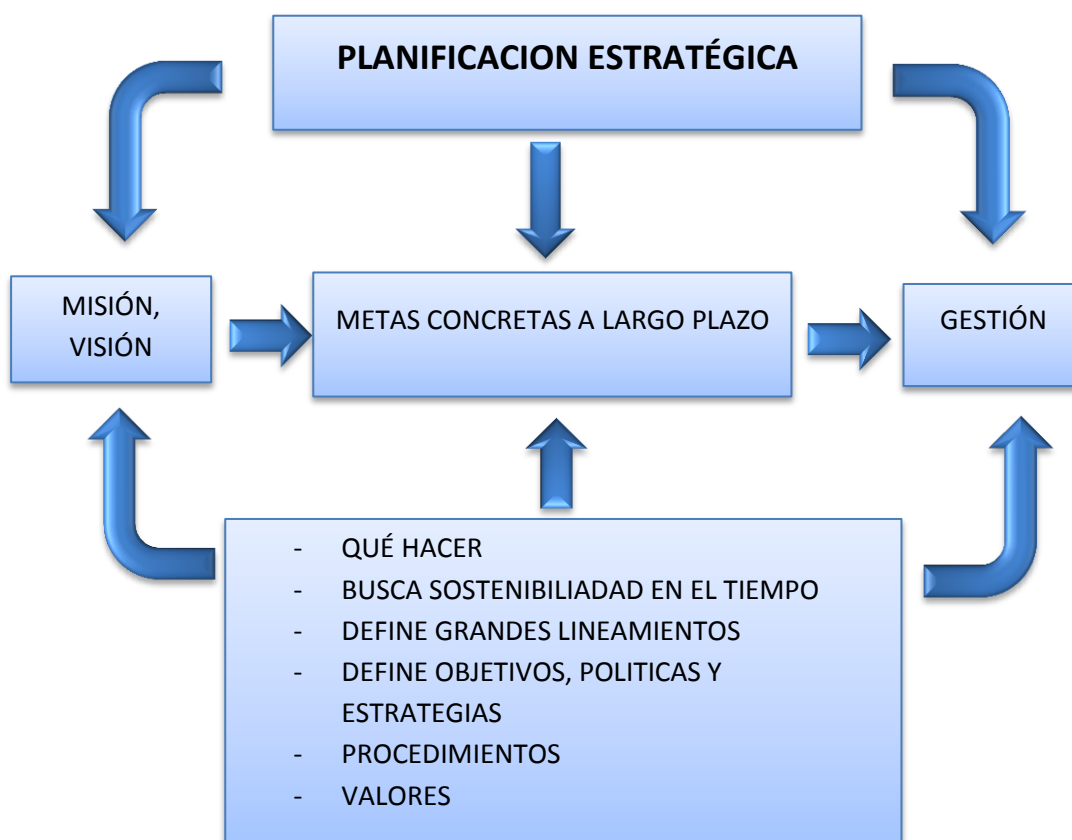 PLANIFICACION ESTRATÉGICA
MISIÓN,
VISIÓN
METAS CONCRETAS A LARGO PLAZO
GESTIÓN
- QUÉ HACER
- BUSCA SOSTENIBILIADAD EN EL TIEMPO
- DEFINE GRANDES LINEAMIENTOS
- DEFINE OBJETIVOS, POLITICAS Y
ESTRATEGIAS
- PROCEDIMIENTOS
- VALORES